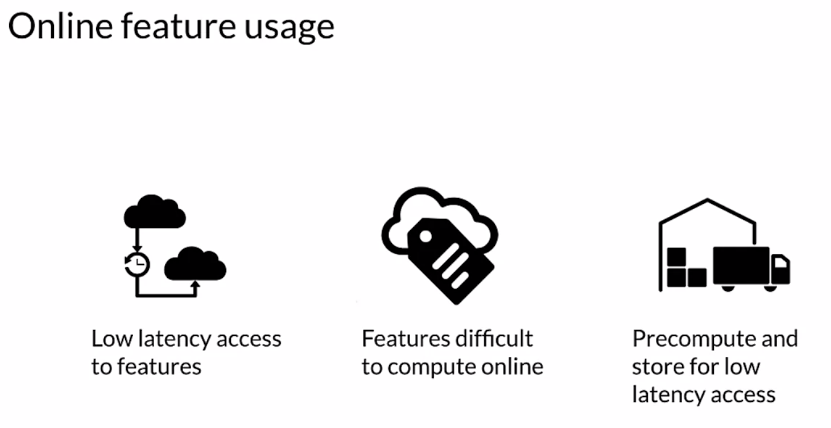 Online feature usage
Low latency access
to features
Features difficult
to compute online
Precompute and
store for low
latency access